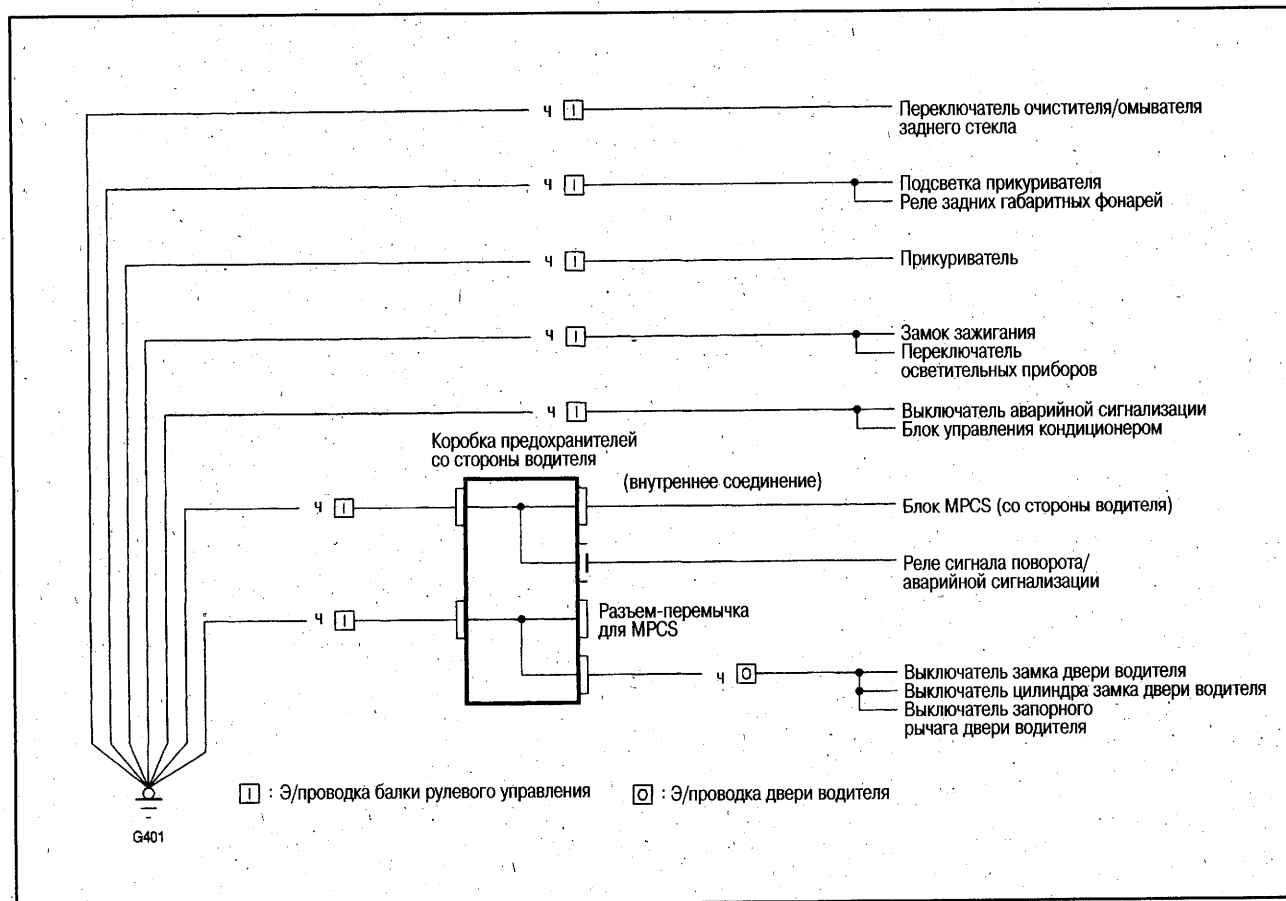 Ч I Переключатель очистителя/омывателя
заднего стекла
Ч I Подсветка прикуривателя
Реле задних габаритных фонарей
Ч I Прикуриватель
Ч I Замок зажигания
Переключатель
осветительных приборов
Ч I Выключатель аварийной сигнализации
Блок управления кондиционером
Коробка предохранителей
со стороны водителя
(внутреннее соединение)
Ч I Блок MPCS (со стороны водителя)
Реле сигнала поворота/
аварийной сигнализации
Ч I Разъем-перемычка
для MPCS
Ч O Выключатель замка двери водителя
Выключатель цилиндра замка двери водителя
Выключатель запорного
рычага двери водителя
I : Э/проводка балки рулевого управления O : Э/проводка двери водителя
G401